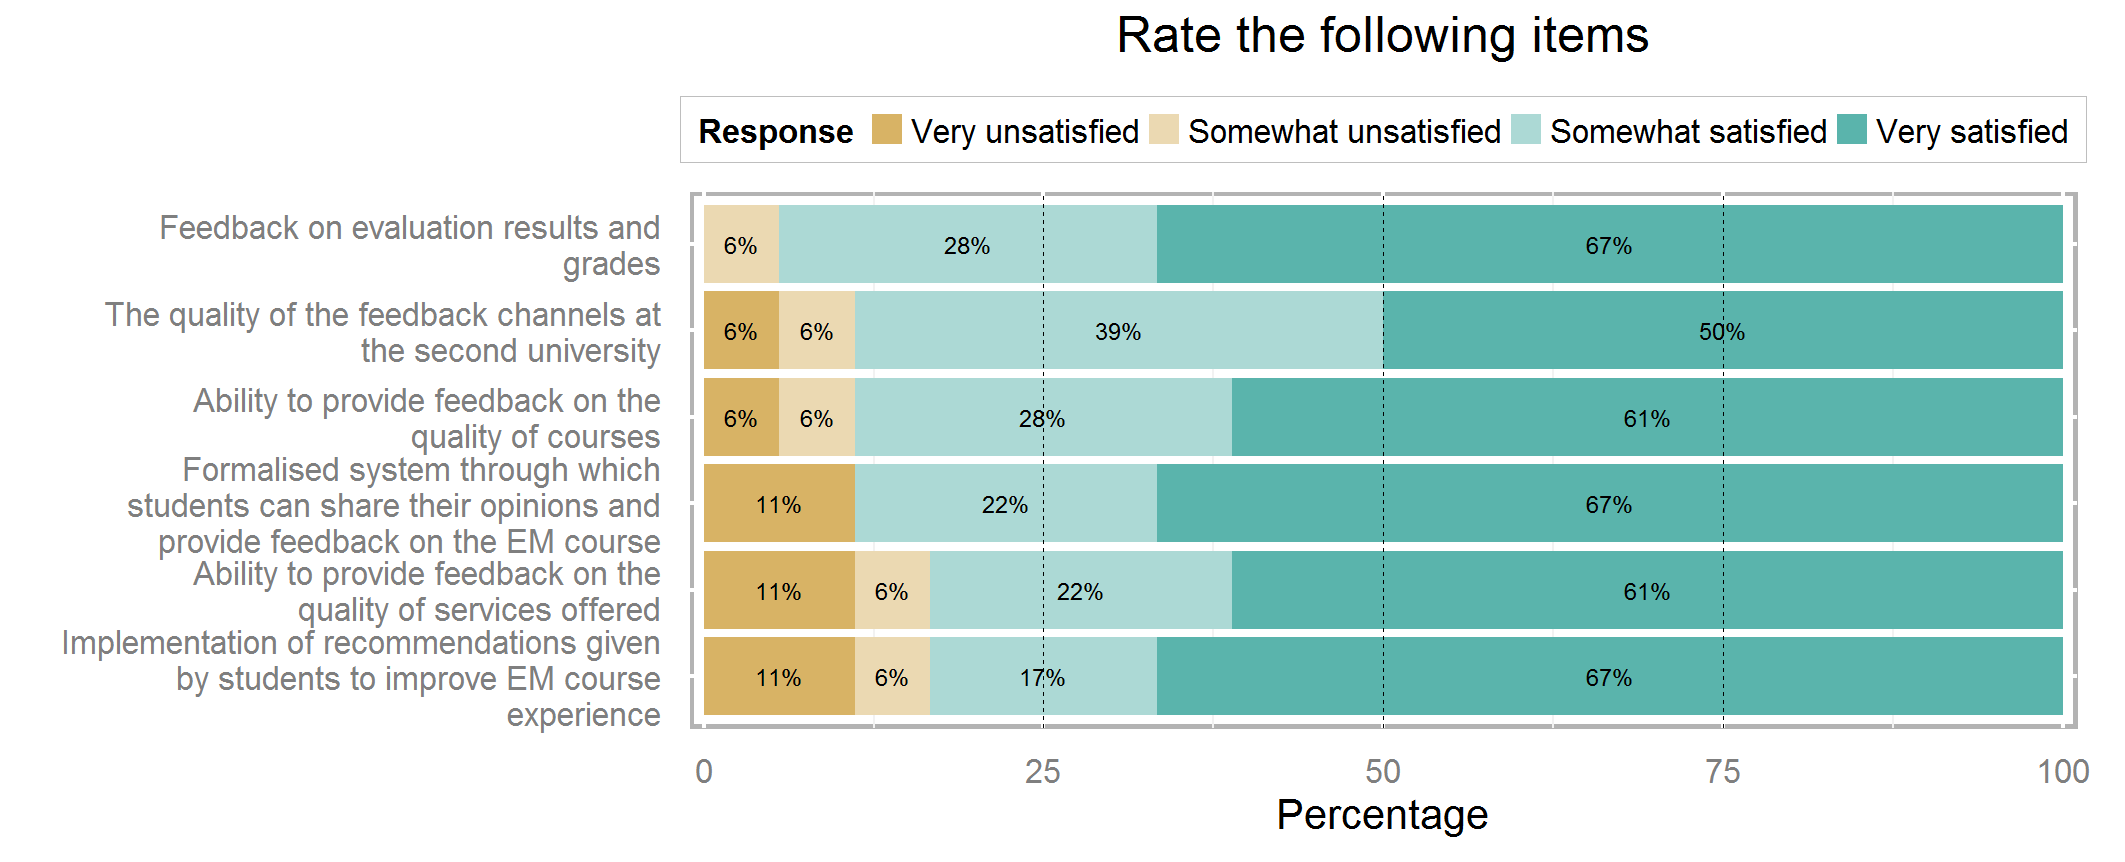 Rate the following items
Response Very unsatisfied Somewhat unsatisfied Somewhat satisfied Very satisfied
Feedback on evaluation results and
grades
6% 28% 67%
The quality of the feedback channels at
the second university
6% 6% 39% 50%
Ability to provide feedback on the
quality of courses
6% 6% 28% 61%
Formalised system through which
students can share their opinions and
provide feedback on the EM course
11% 22% 67%
Ability to provide feedback on the
quality of services offered
11% 6% 22% 61%
Implementation of recommendations given
by students to improve EM course
experience
11% 6% 17% 67%
0 25 50 75 100
Percentage